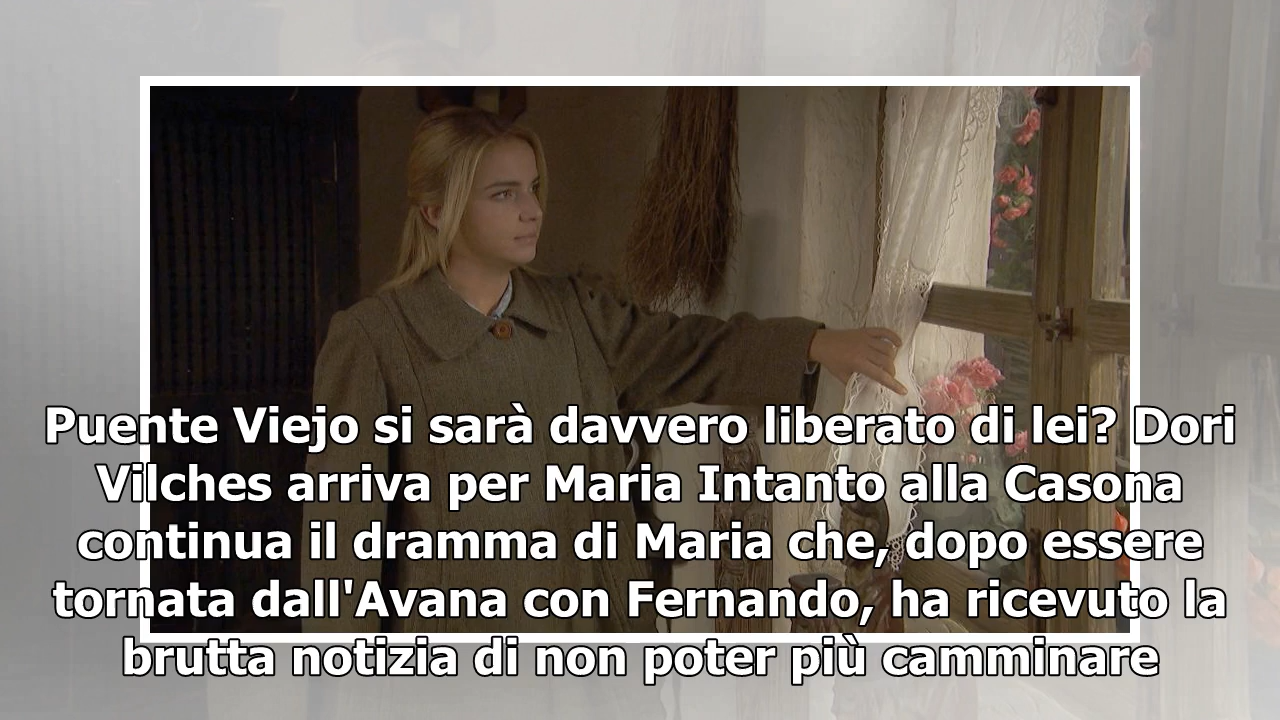 Puente Viejo si sarà davvero liberato di lei? Dori
Vilches arriva per Maria Intanto alla Casona
continua il dramma di Maria che, dopo essere
tornata dall'Avana con Fernando, ha ricevuto la
brutta notizia di non poter più camminare